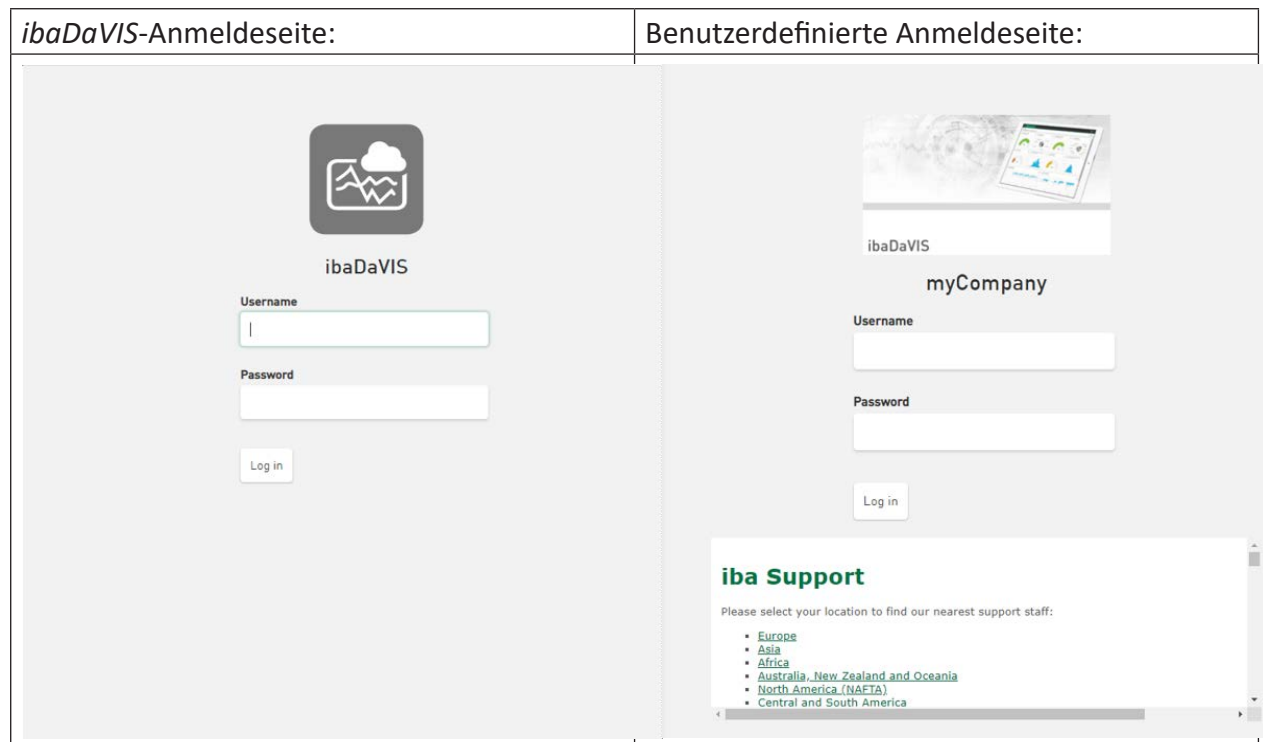 ibaDaVIS-Anmeldeseite:
Benutzerdefinierte Anmeldeseite:
ibaDaVIS
Username
Password
Log in
ibaDaVIS
myCompany
Username
Password
Log in
iba Support
Please select your location to find our nearest support staff:
▪ Europe
▪ Asia
▪ Africa
▪ Australia, New Zealand and Oceania
▪ North America (NAFTA)
▪ Central and South America